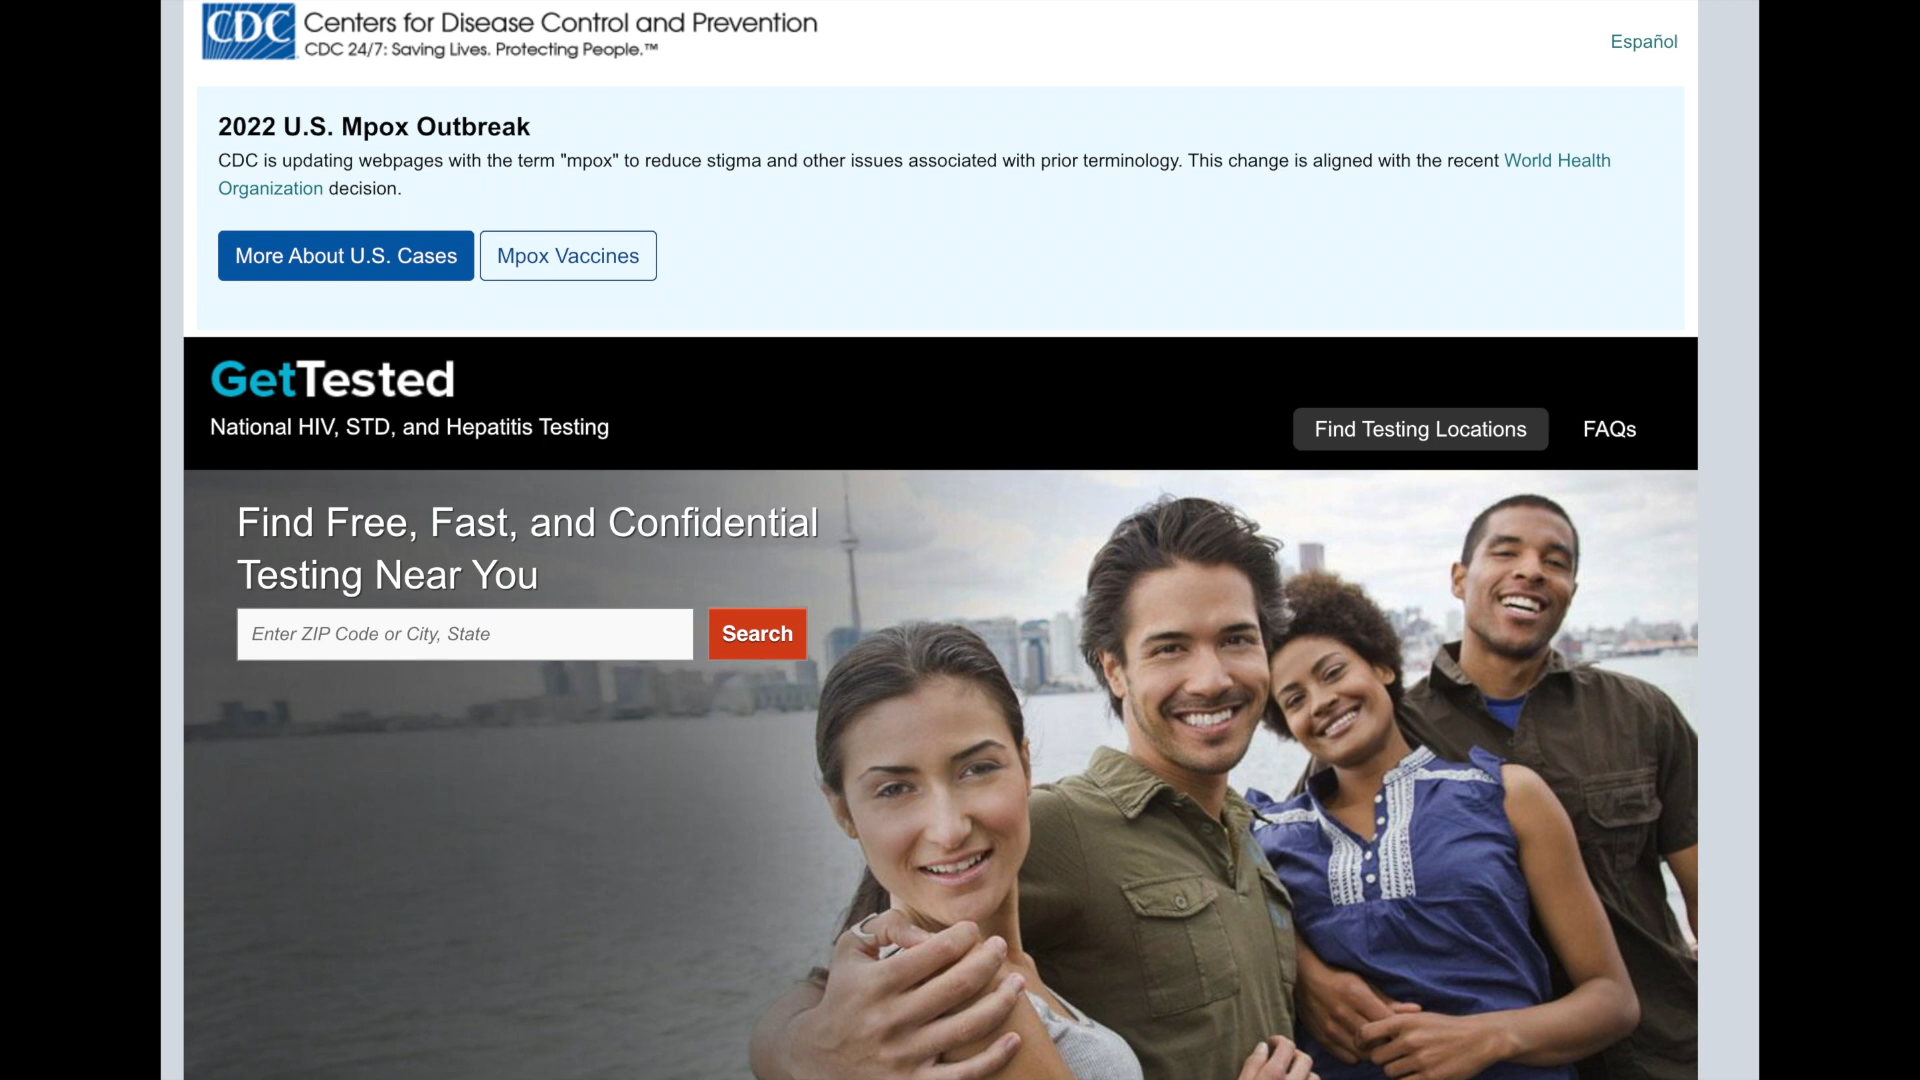 CDC Centers for Disease Control and Prevention
CDC 24/7: Saving Lives. Protecting People.™
Español
2022 U.S. Mpox Outbreak
CDC is updating webpages with the term "mpox" to reduce stigma and other issues associated with prior terminology. This change is aligned with the recent World Health
Organization decision.
More About U.S. Cases Mpox Vaccines
GetTested
National HIV, STD, and Hepatitis Testing
Find Testing Locations FAQs
Find Free, Fast, and Confidential
Testing Near You
Enter ZIP Code or City, State Search